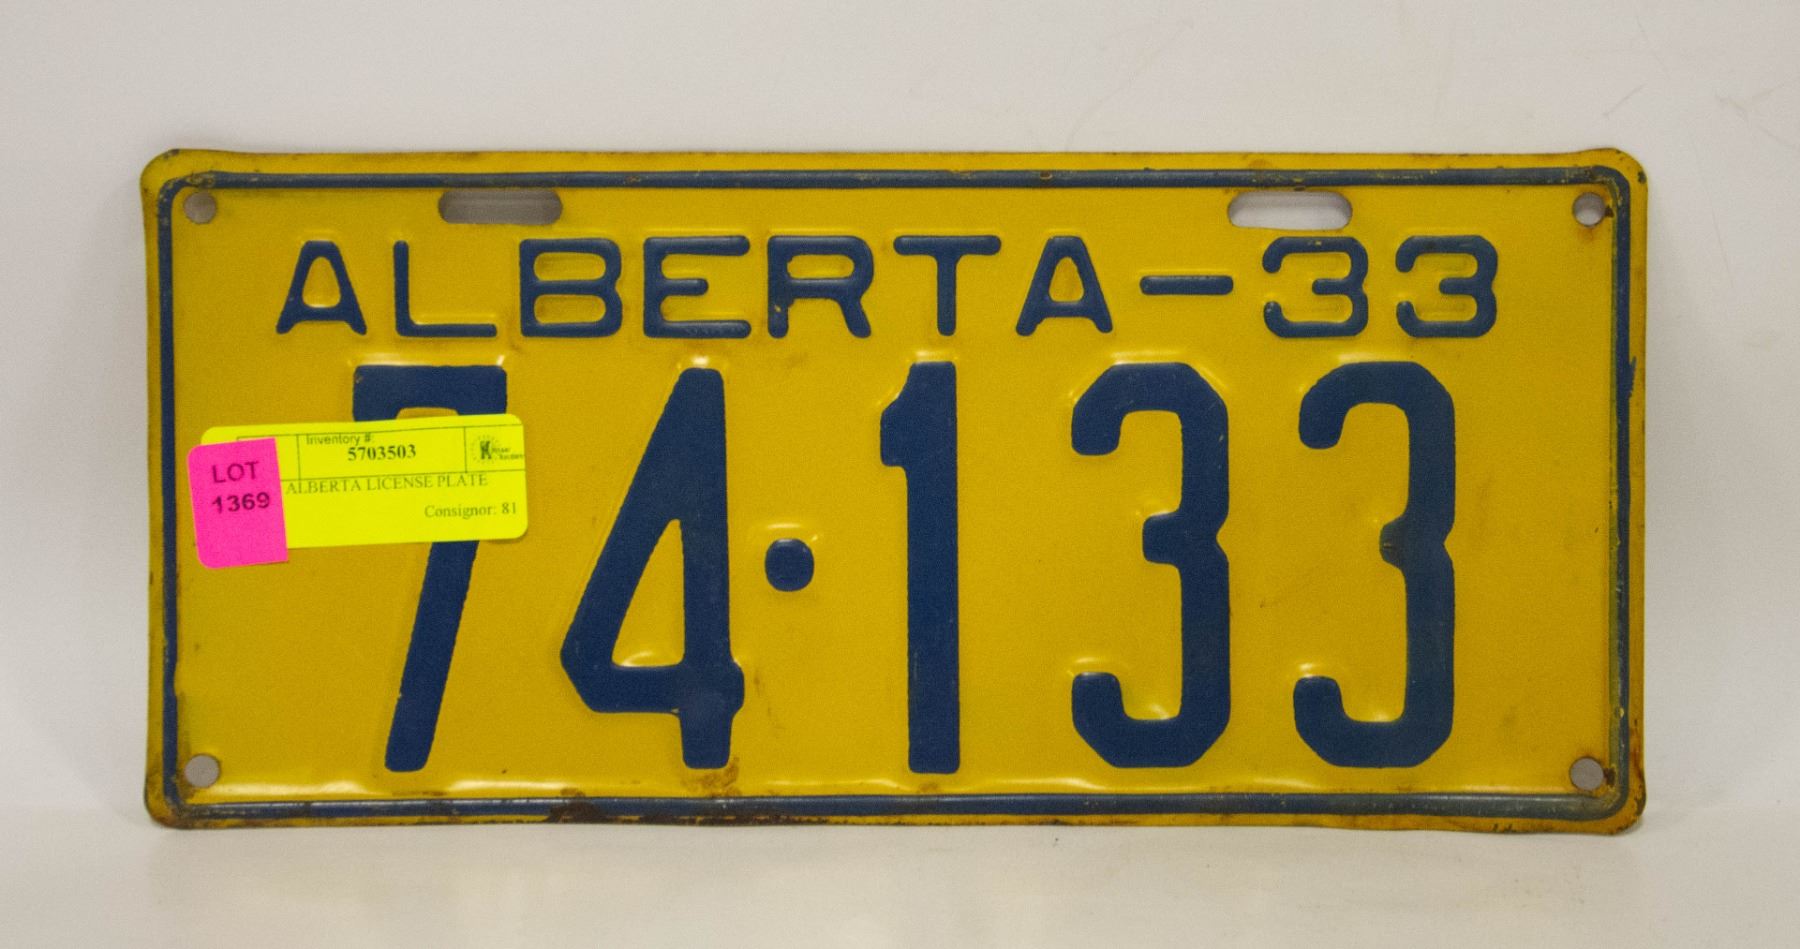 ALBERTA-33
74·133
LOT
1369
Inventory #:
5703503
ALBERTA LICENSE PLATE
Consignor: 81